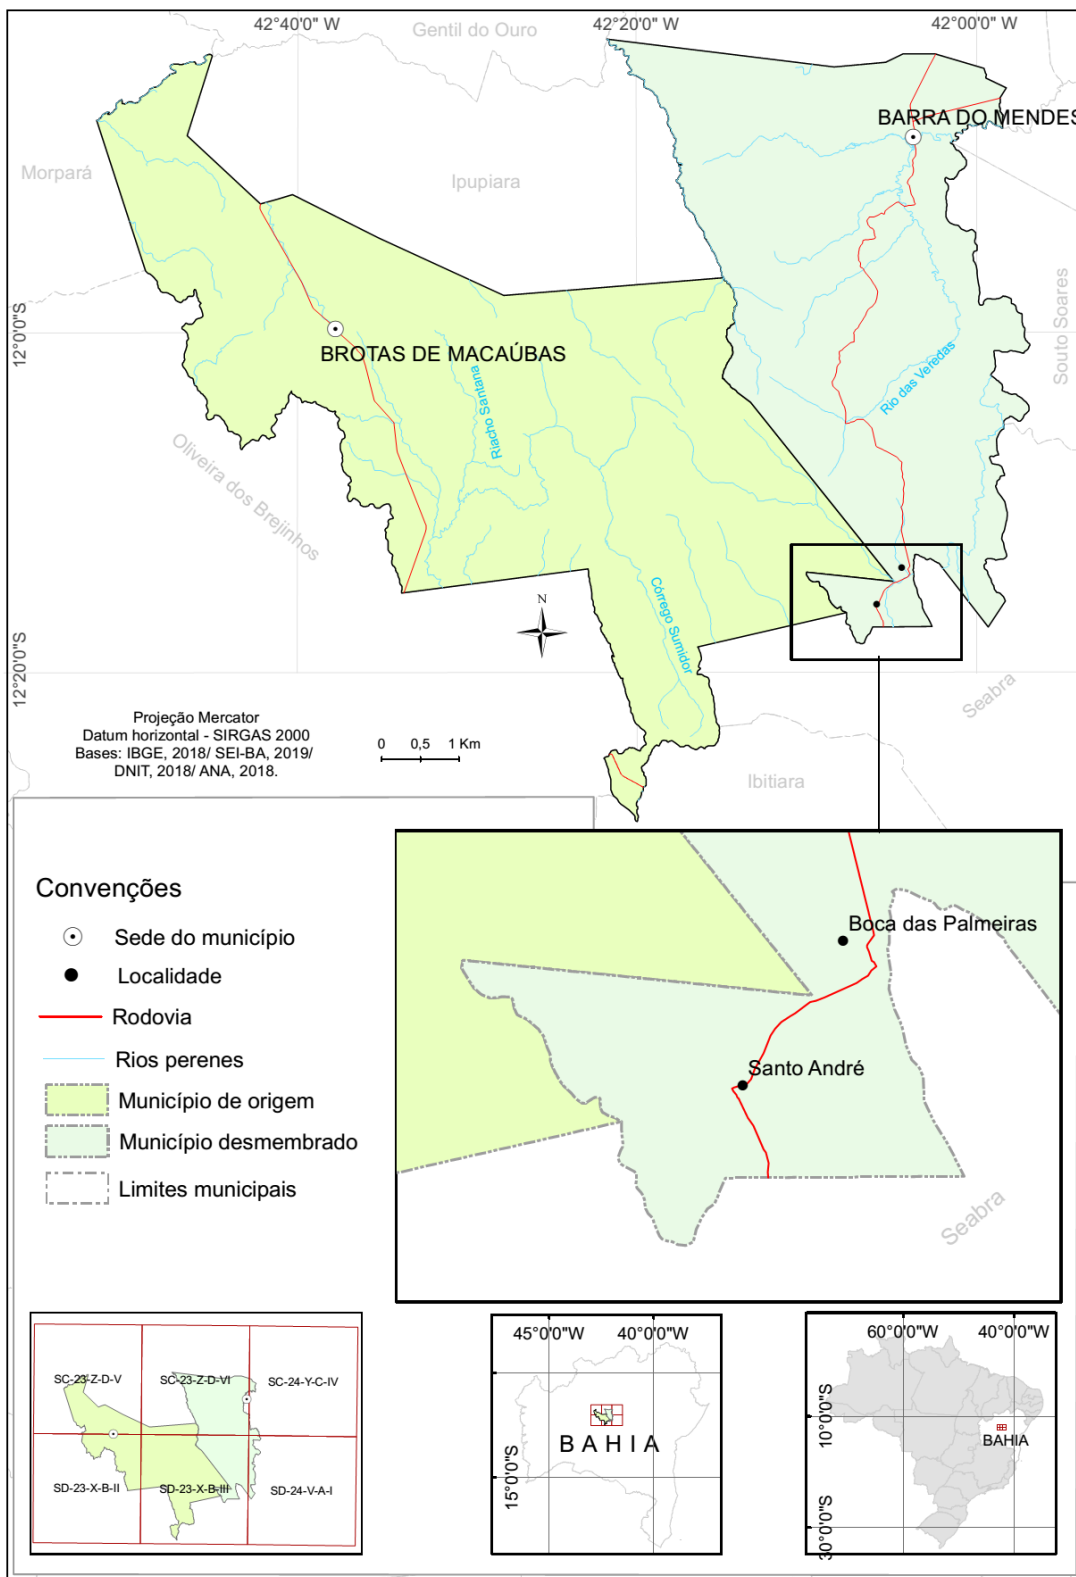 42°40'0" W
42°20'0" W
42°00'0" W
Gentil do Ouro
BARRA DO MENDES
Morpará
Ipupiara
Souto Soares
12°0'0"S
BROTAS DE MACAÚBAS
Riacho Santana
Rio das Veredas
Oliveira dos Brejinhos
Córrego Sumidor
N
12°20'0"S
Seabra
Projeção Mercator
Datum horizontal - SIRGAS 2000
Bases: IBGE, 2018/ SEI-BA, 2019/
DNIT, 2018/ ANA, 2018.
0 0,5 1 Km
Ibitiara
Convenções
Sede do município
Localidade
Rodovia
Rios perenes
Município de origem
Município desmembrado
Limites municipais
Boca das Palmeiras
Santo André
Seabra
SC-23-Z-D-V
SC-23-Z-D-VI
SC-24-Y-C-IV
SD-23-X-B-II
SD-23-X-B-III
SD-24-V-A-I
45°0'0"W
40°0'0"W
15°0'0"S
BAHIA
60°0'0"W
40°0'0"W
10°0'0"S
BAHIA
30°0'0"S